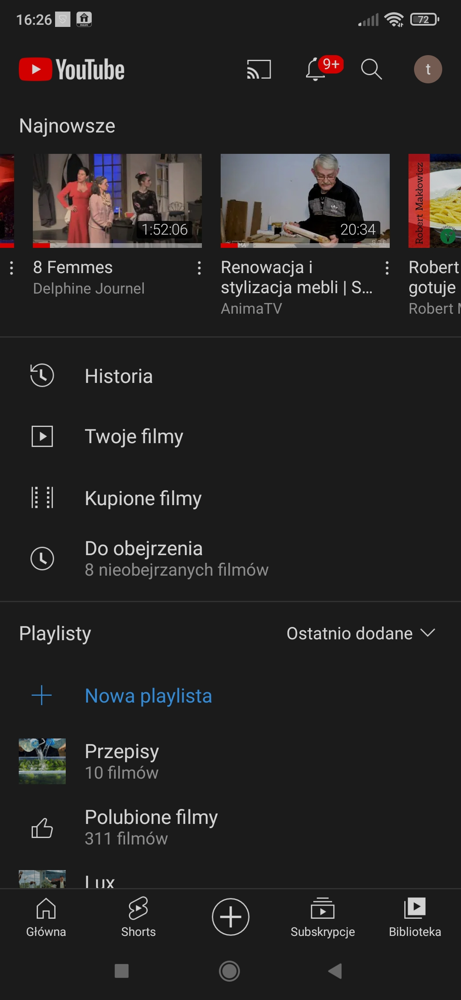 16:26
PHILIPS
72
YouTube
9+
t
Najnowsze
1:52:06
20:34
Robert Makłowicz
8 Femmes
Delphine Journel
Renowacja i
stylizacja mebli | S...
AnimaTV
Robert
gotuje
Robert
Historia
Twoje filmy
Kupione filmy
Do obejrzenia
8 nieobejrzanych filmów
Playlisty
Ostatnio dodane
Nowa playlista
Przepisy
10 filmów
Polubione filmy
311 filmów
Lux
Główna
Shorts
Subskrypcje
Biblioteka